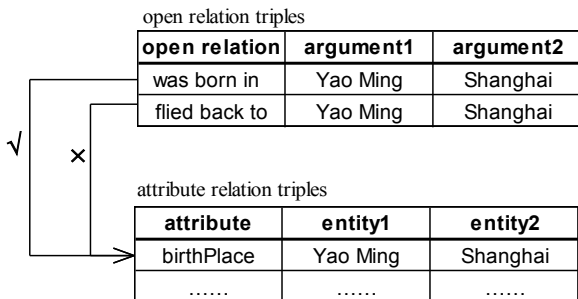 open relation triples
open relation argument1 argument2
was born in Yao Ming Shanghai
flied back to Yao Ming Shanghai
√
×
attribute relation triples
attribute entity1 entity2
birthPlace Yao Ming Shanghai
...... ...... ......